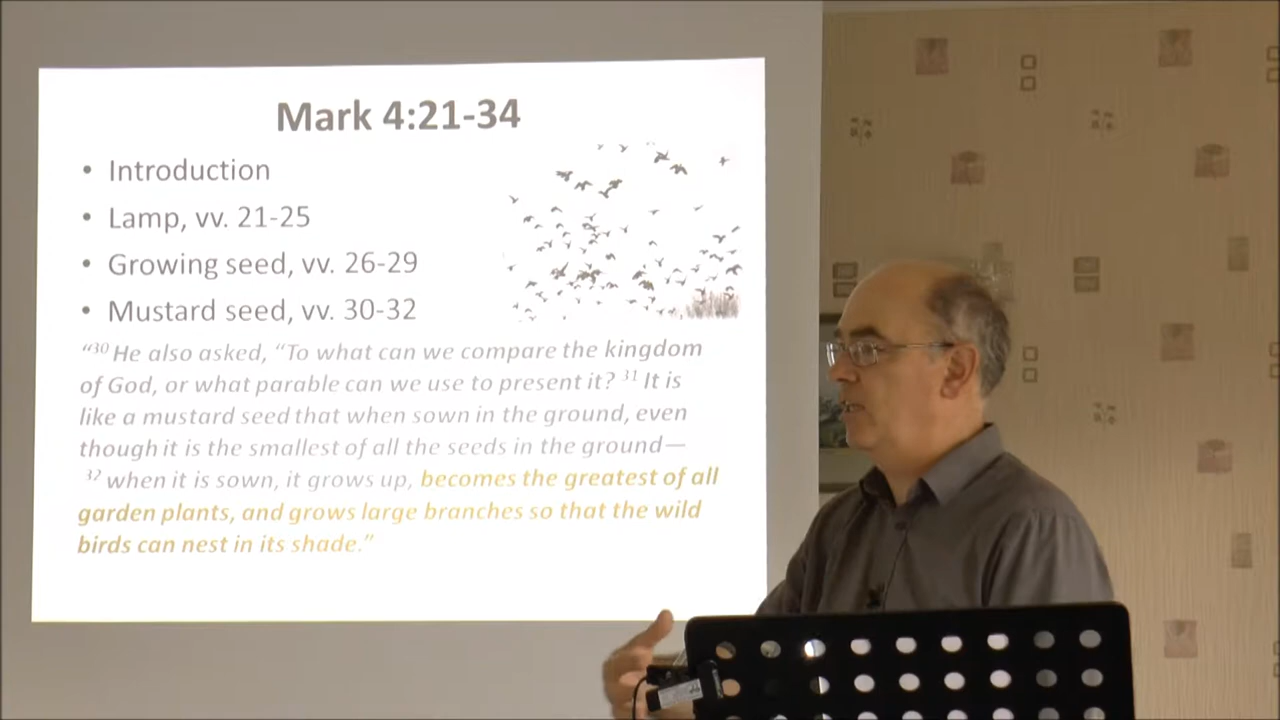 Mark 4:21-34
• Introduction
• Lamp, vv. 21-25
• Growing seed, vv. 26-29
• Mustard seed, vv. 30-32
“³⁰ He also asked, “To what can we compare the kingdom
of God, or what parable can we use to present it? ³¹ It is
like a mustard seed that when sown in the ground, even
though it is the smallest of all the seeds in the ground—
³² when it is sown, it grows up, becomes the greatest of all
garden plants, and grows large branches so that the wild
birds can nest in its shade.”